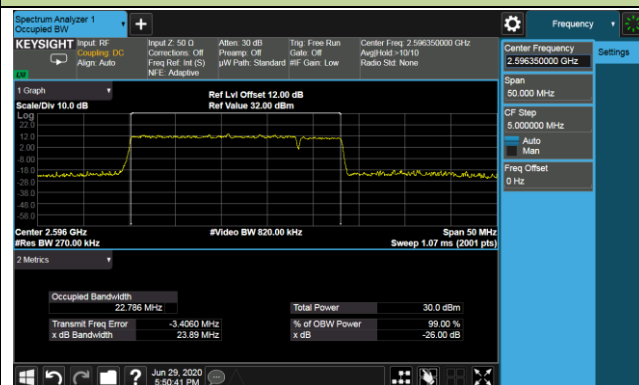 Spectrum Analyzer 1
Occupied BW
Frequency
KEYSIGHT
Input: RF
Coupling: DC
Align: Auto
Input Z: 50 Ω
Corrections: Off
Freq Ref: Int (S)
NFE: Adaptive
Atten: 30 dB
Preamp: Off
µW Path: Standard
Trig: Free Run
Gate: Off
#IF Gain: Low
Center Freq: 2.596350000 GHz
Avg|Hold:>10/10
Radio Std: None
1 Graph
Scale/Div 10.0 dB
Ref Lvl Offset 12.00 dB
Ref Value 32.00 dBm
Log
22.0
12.0
2.00
-8.00
-18.0
-28.0
-38.0
-48.0
-58.0
Center 2.596 GHz
#Res BW 270.00 kHz
#Video BW 820.00 kHz
Span 50 MHz
Sweep 1.07 ms (2001 pts)
2 Metrics
Occupied Bandwidth
22.786 MHz
Total Power 30.0 dBm
Transmit Freq Error -3.4060 MHz
% of OBW Power 99.00 %
x dB Bandwidth 23.89 MHz
x dB -26.00 dB
Center Frequency
2.596350000 GHz
Settings
Span
50.000 MHz
CF Step
5.000000 MHz
Auto
Man
Freq Offset
0 Hz
?
Jun 29, 2020
5:50:41 PM